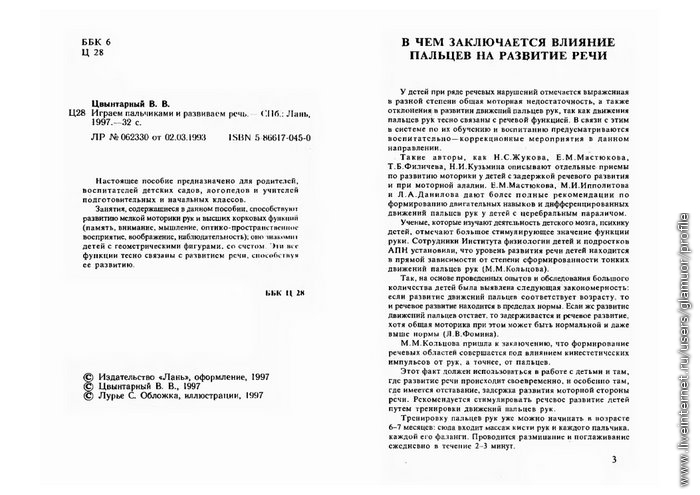 ББК 6
Ц 28
Цвынтарный В. В.
Ц28 Играем пальчиками и развиваем речь. — СПб.: Лань,
1997.—32 с.
ЛР № 062330 от 02.03.1993 ISBN 5-86617-045-0
Настоящее пособие предназначено для родителей,
воспитателей детских садов, логопедов и учителей
подготовительных и начальных классов.
Занятия, содержащиеся в данном пособии, способствуют
развитию мелкой моторики рук и высших корковых функций
(память, внимание, мышление, оптико-пространственное
восприятие, воображение, наблюдательность); оно знакомит
детей с геометрическими фигурами, со счетом. Эти все
функции тесно связаны с развитием речи, способствуя
ее развитию.
ББК Ц 28
© Издательство «Лань», оформление, 1997
© Цвынтарный В. В., 1997
© Лурье С. Обложка, иллюстрации, 1997
В ЧЕМ ЗАКЛЮЧАЕТСЯ ВЛИЯНИЕ
ПАЛЬЦЕВ НА РАЗВИТИЕ РЕЧИ
У детей при ряде речевых нарушений отмечается выраженная
в разной степени общая моторная недостаточность, а также
отклонения в развитии движений пальцев рук, так как движения
пальцев рук тесно связаны с речевой функцией. В связи с этим
в системе по их обучению и воспитанию предусматриваются
воспитательно—коррекционные мероприятия в данном
направлении.
Такие авторы, как Н.С.Жукова, Е.М.Мастюкова,
Т.Б.Филичева, Н.И.Кузьмина описывают отдельные приемы
по развитию моторики у детей с задержкой речевого развития
и при моторной алалии. Е.М.Мастюкова, М.И.Ипполитова
и Л.А.Данилова дают более полные рекомендации по
формированию двигательных навыков и дифференцированных
движений пальцев рук у детей с церебральным параличом.
Ученые, которые изучают деятельность детского мозга, психику
детей, отмечают большое стимулирующее значение функции
руки. Сотрудники Института физиологии детей и подростков
АПН установили, что уровень развития речи детей находится
в прямой зависимости от степени сформированности тонких
движений пальцев рук (М.М.Кольцова).
Так, на основе проведенных опытов и обследования большого
количества детей была выявлена следующая закономерность:
если развитие движений пальцев соответствует возрасту, то
и речевое развитие находится в пределах нормы. Если же развитие
движений пальцев отстает, то задерживается и речевое развитие,
хотя общая моторика при этом может быть нормальной и даже
выше нормы (Л.В.Фомина).
М.М.Кольцова пришла к заключению, что формирование
речевых областей совершается под влиянием кинестетических
импульсов от рук, а точнее, от пальцев.
Этот факт должен использоваться в работе с детьми и там,
где развитие речи происходит своевременно, и особенно там,
где имеется отставание, задержка развития моторной стороны
речи. Рекомендуется стимулировать речевое развитие детей
путем тренировки движений пальцев рук.
Тренировку пальцев рук уже можно начинать в возрасте
6–7 месяцев: сюда входит массаж кисти рук и каждого пальчика,
каждой его фаланги. Проводится разминание и поглаживание
ежедневно в течение 2–3 минут.
3
www.liveinternet.ru/users/glamuor/profile